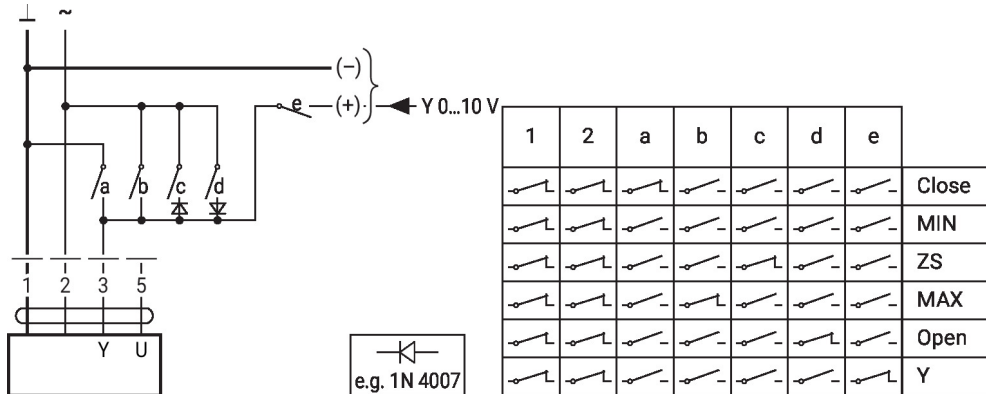 ⊥ ~
(–)
e (+) Y 0...10 V
a b c d
1 2 3 5
Y U
e.g. 1N 4007
1 2 a b c d e
Close
MIN
ZS
MAX
Open
Y